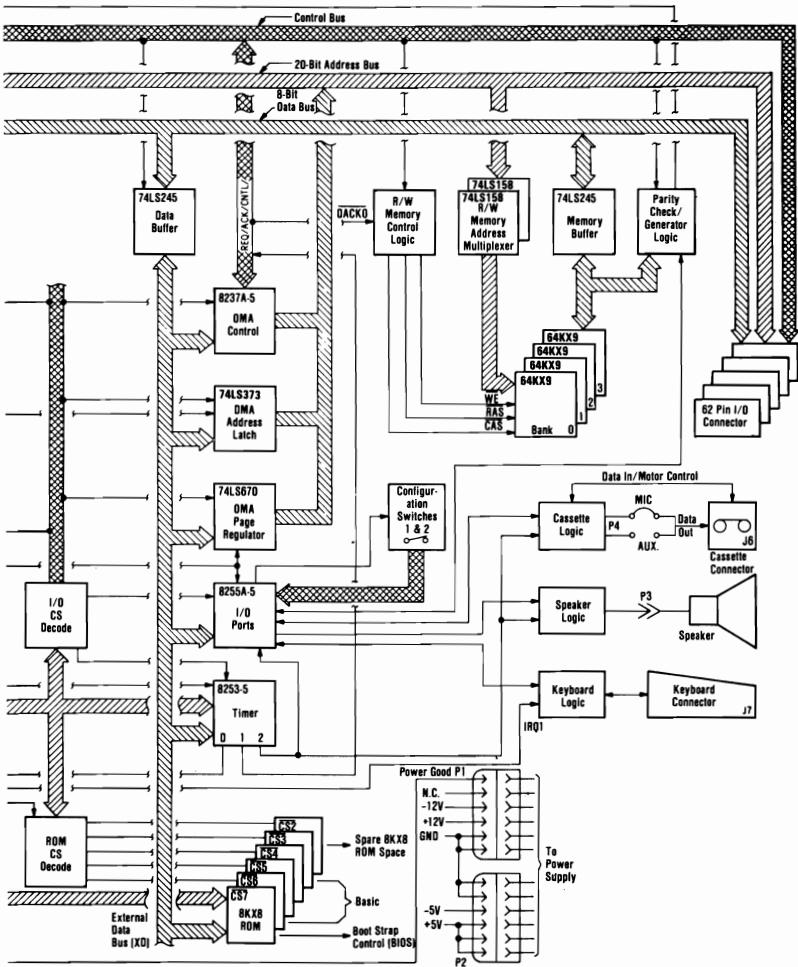 Control Bus
20-Bit Address Bus
8-Bit
Data Bus
74LS245
Data
Buffer
REQ/ACK/CNTL/
DACK0
R/W
Memory
Control
Logic
74LS158
74LS158
R/W
Memory
Address
Multiplexer
74LS245
Memory
Buffer
Parity
Check/
Generator
Logic
8237A-5
DMA
Control
64KX9
64KX9
64KX9
64KX9
3
2
1
Bank 0
WE
RAS
CAS
62 Pin I/O
Connector
74LS373
DMA
Address
Latch
74LS670
DMA
Page
Regulator
Configur-
ation
Switches
1 & 2
Data In/Motor Control
Cassette
Logic
MIC
P4
AUX.
Data
Out
J6
Cassette
Connector
I/O
CS
Decode
8255A-5
I/O
Ports
Speaker
Logic
P3
Speaker
8253-5
Timer
0 1 2
Keyboard
Logic
IRQ1
Keyboard
Connector
J7
Power Good P1
N.C.
-12V
+12V
GND
-5V
+5V
P2
To
Power
Supply
ROM
CS
Decode
CS2
CS3
CS4
CS5
CS6
CS7
8KX8
ROM
Spare 8KX8
ROM Space
Basic
Boot Strap
Control (BIOS)
External
Data
Bus (XD)